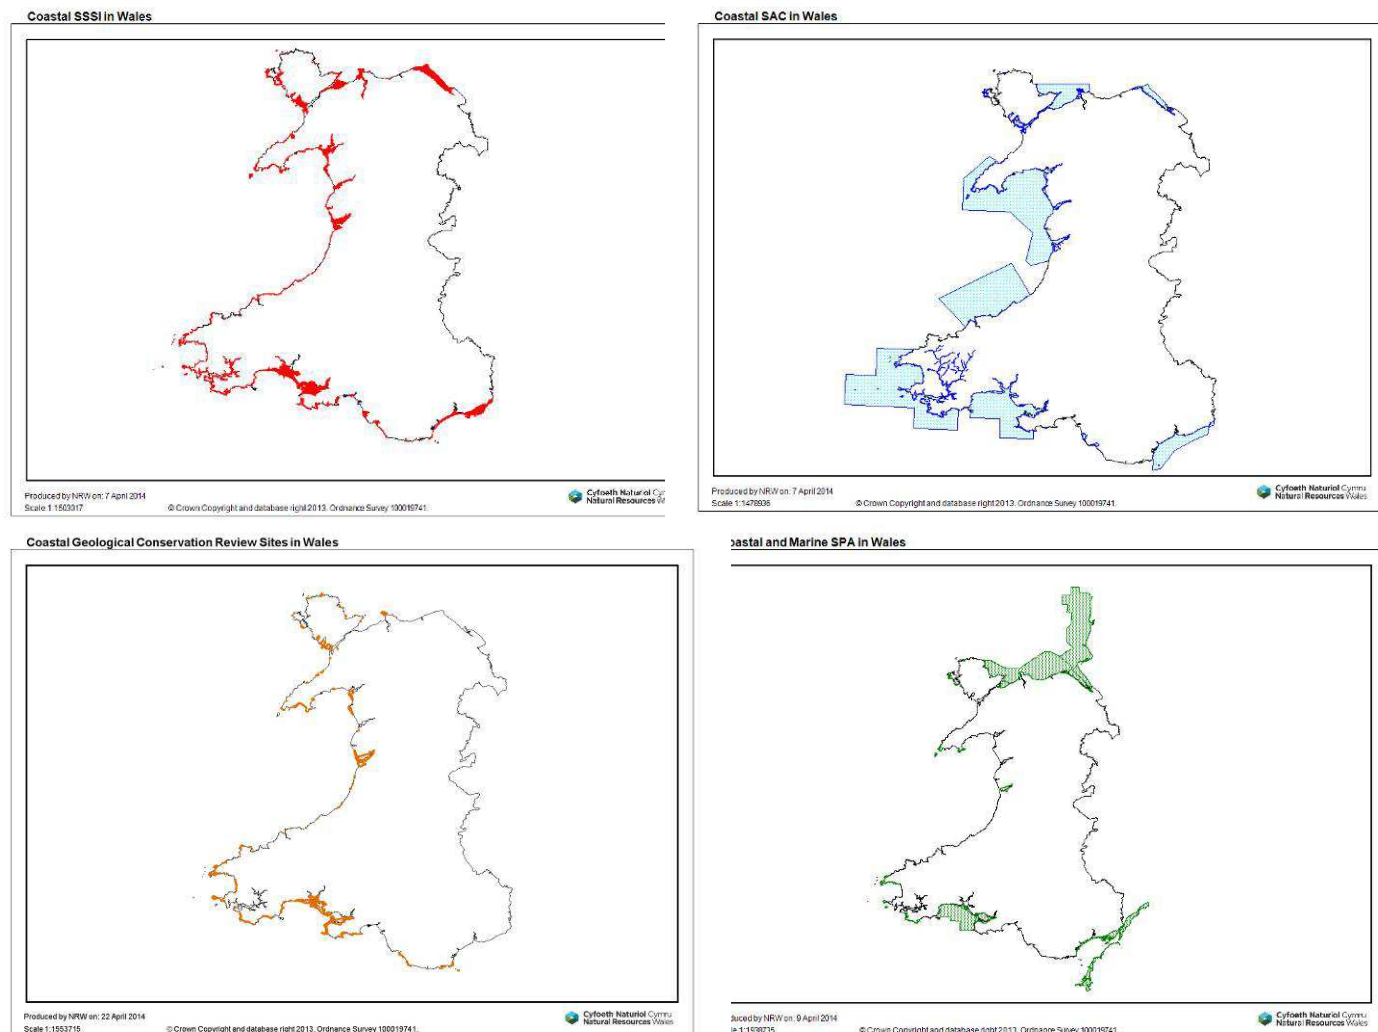 Coastal SSSI in Wales
Produced by NRW on: 7 April 2014
Scale 1:1503317
© Crown Copyright and database right 2013. Ordnance Survey 100019741.
Cyfoeth Naturiol Cyr
Natural Resources W
Coastal SAC in Wales
Produced by NRW on: 7 April 2014
Scale 1:1478936
© Crown Copyright and database right 2013. Ordnance Survey 100019741.
Cyfoeth Naturiol Cymru
Natural Resources Wales
Coastal Geological Conservation Review Sites in Wales
Produced by NRW on: 22 April 2014
Scale 1:1553715
© Crown Copyright and database right 2013. Ordnance Survey 100019741.
Cyfoeth Naturiol Cymru
Natural Resources Wales
oastal and Marine SPA in Wales
duced by NRW on: 9 April 2014
le 1:1938735
© Crown Copyright and database right 2013. Ordnance Survey 100019741.
Cyfoeth Naturiol Cymru
Natural Resources Wales